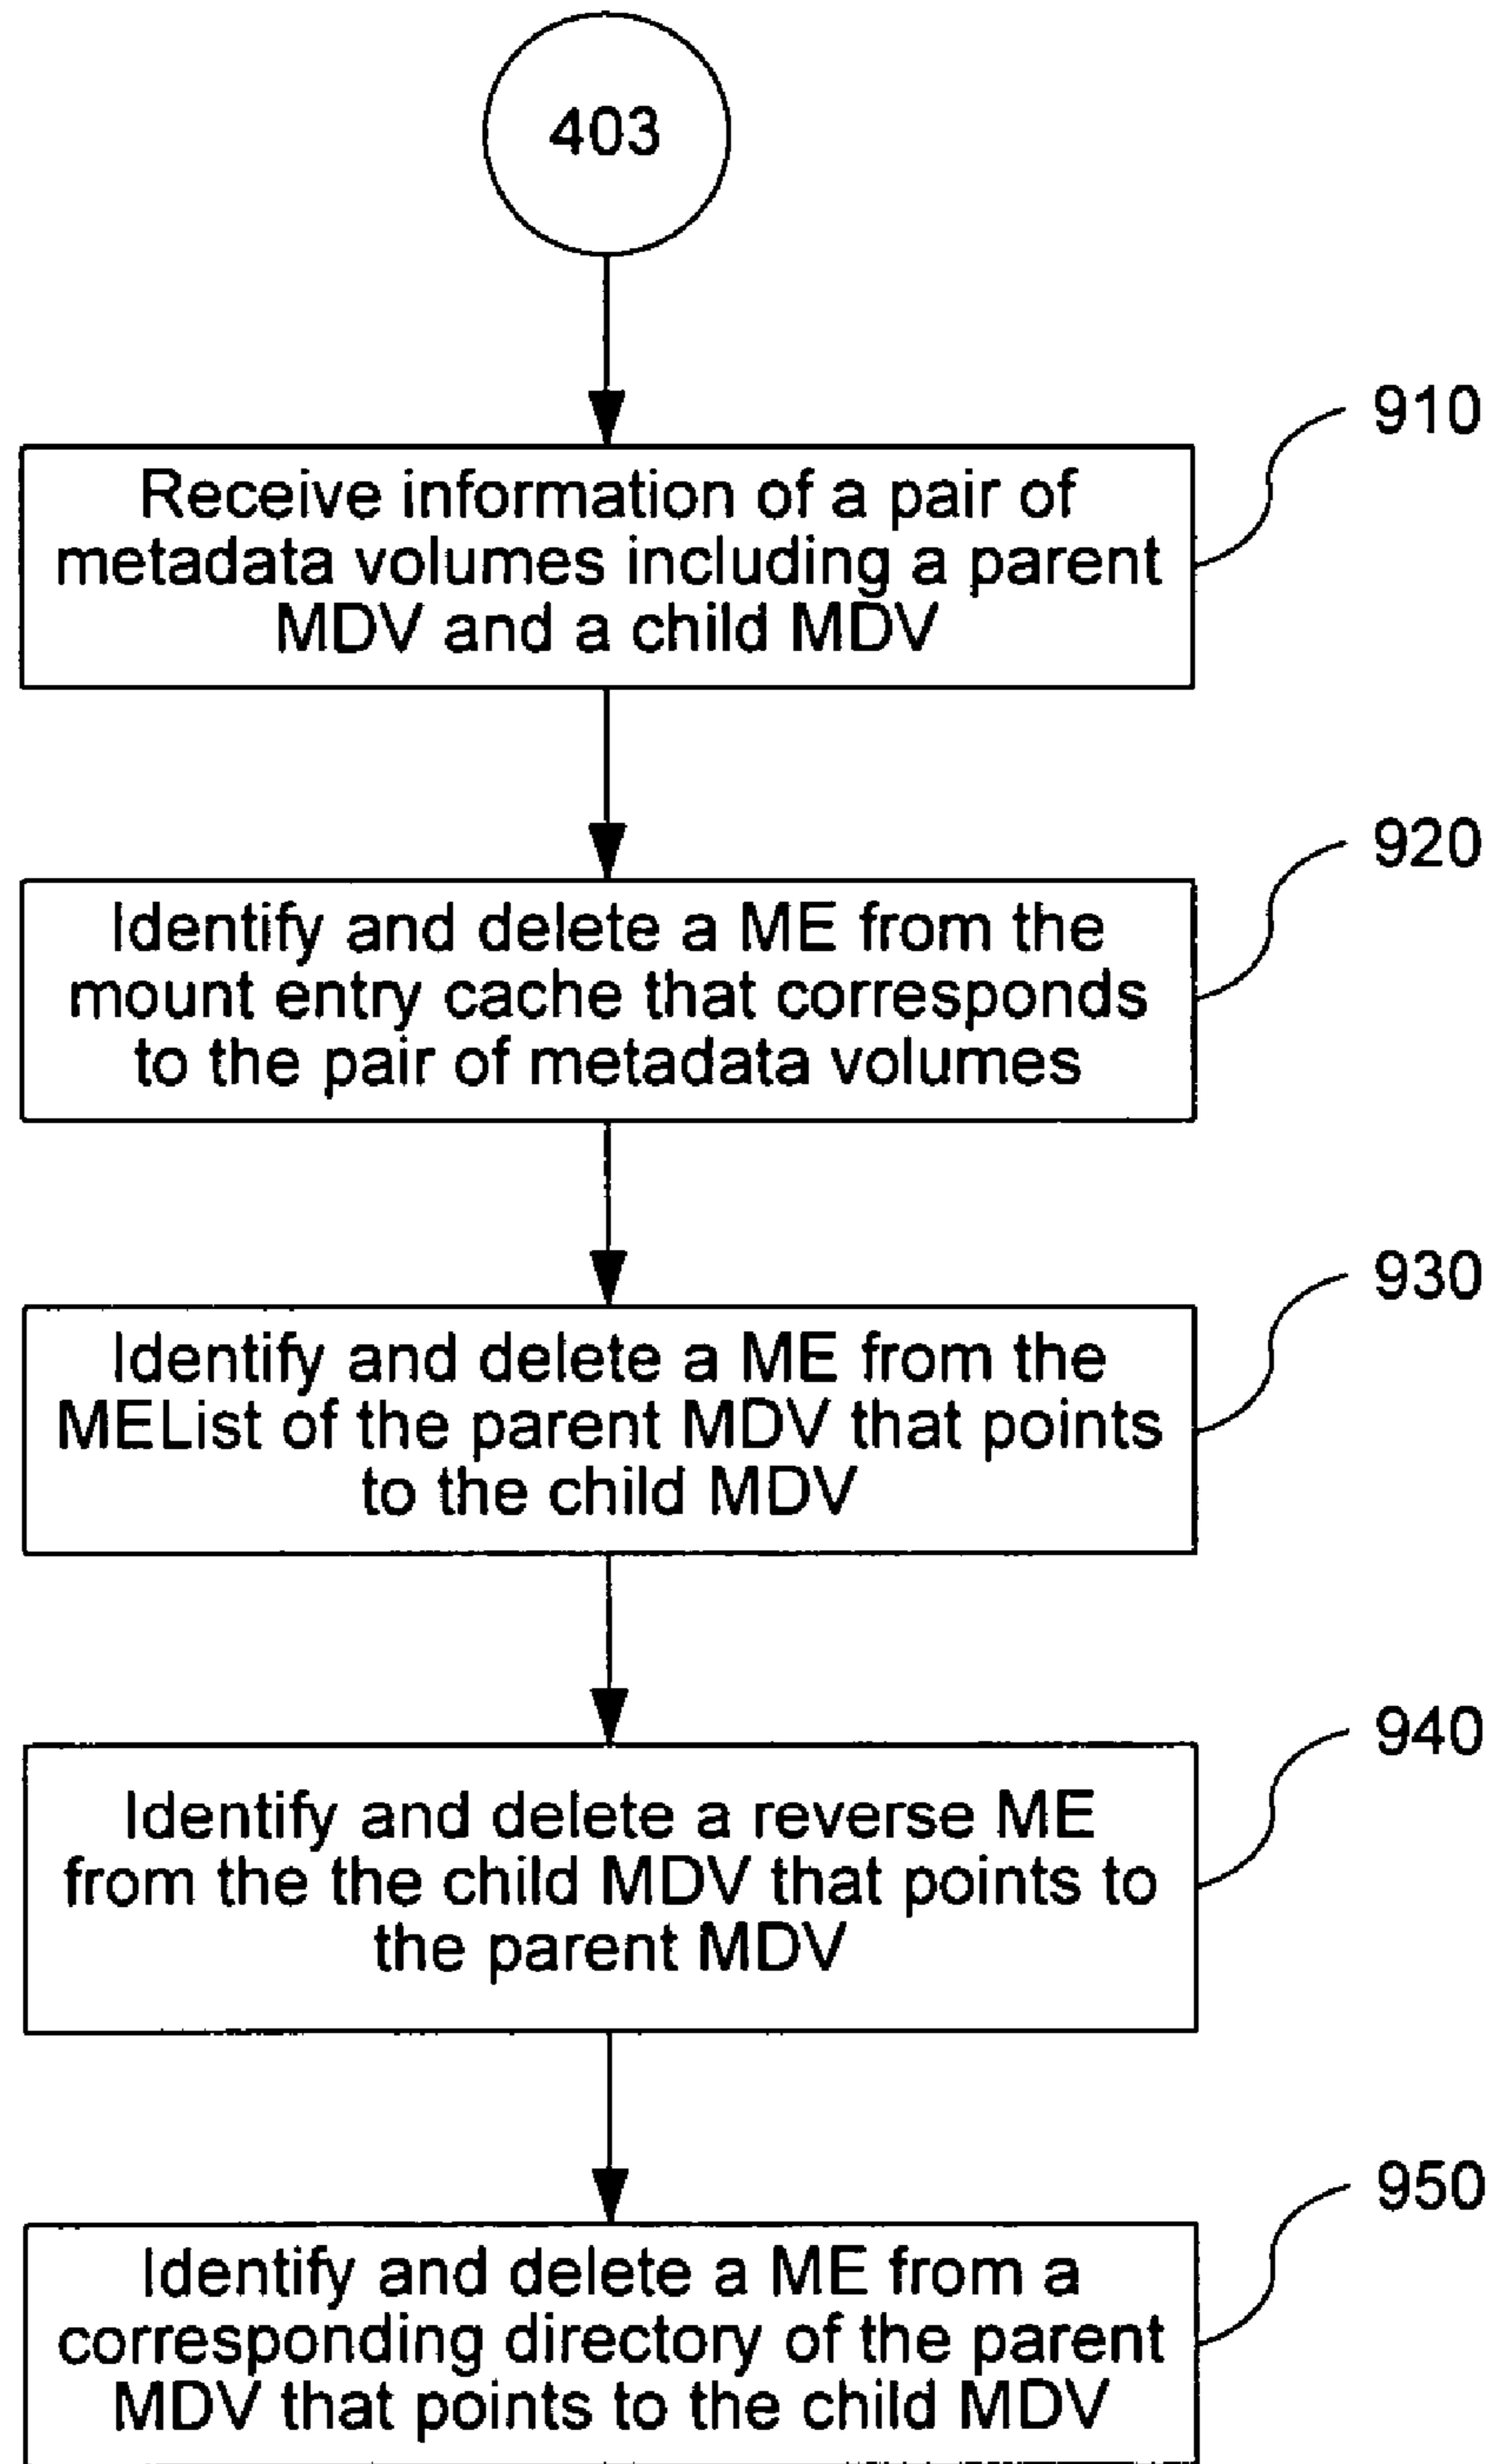 403
910
Receive information of a pair of
metadata volumes including a parent
MDV and a child MDV
920
Identify and delete a ME from the
mount entry cache that corresponds
to the pair of metadata volumes
930
Identify and delete a ME from the
MEList of the parent MDV that points
to the child MDV
940
Identify and delete a reverse ME
from the the child MDV that points to
the parent MDV
950
Identify and delete a ME from a
corresponding directory of the parent
MDV that points to the child MDV